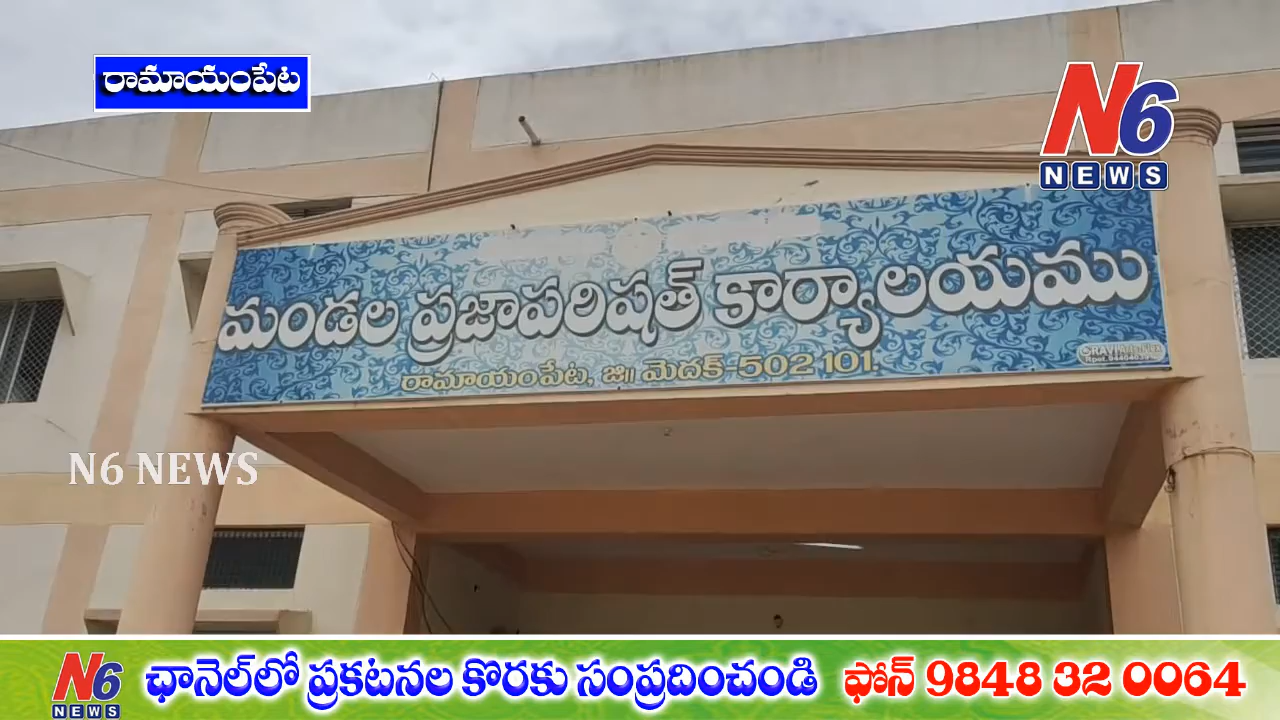 రామాయంపేట
N6
NEWS
మండల ప్రజాపరిషత్ కార్యాలయము
రామాయంపేట, జి॥ మెదక్-502 101.
N6 NEWS
N6
NEWS
ఛానెల్‌లో ప్రకటనల కొరకు సంప్రదించండి ఫోన్ 9848 32 0064